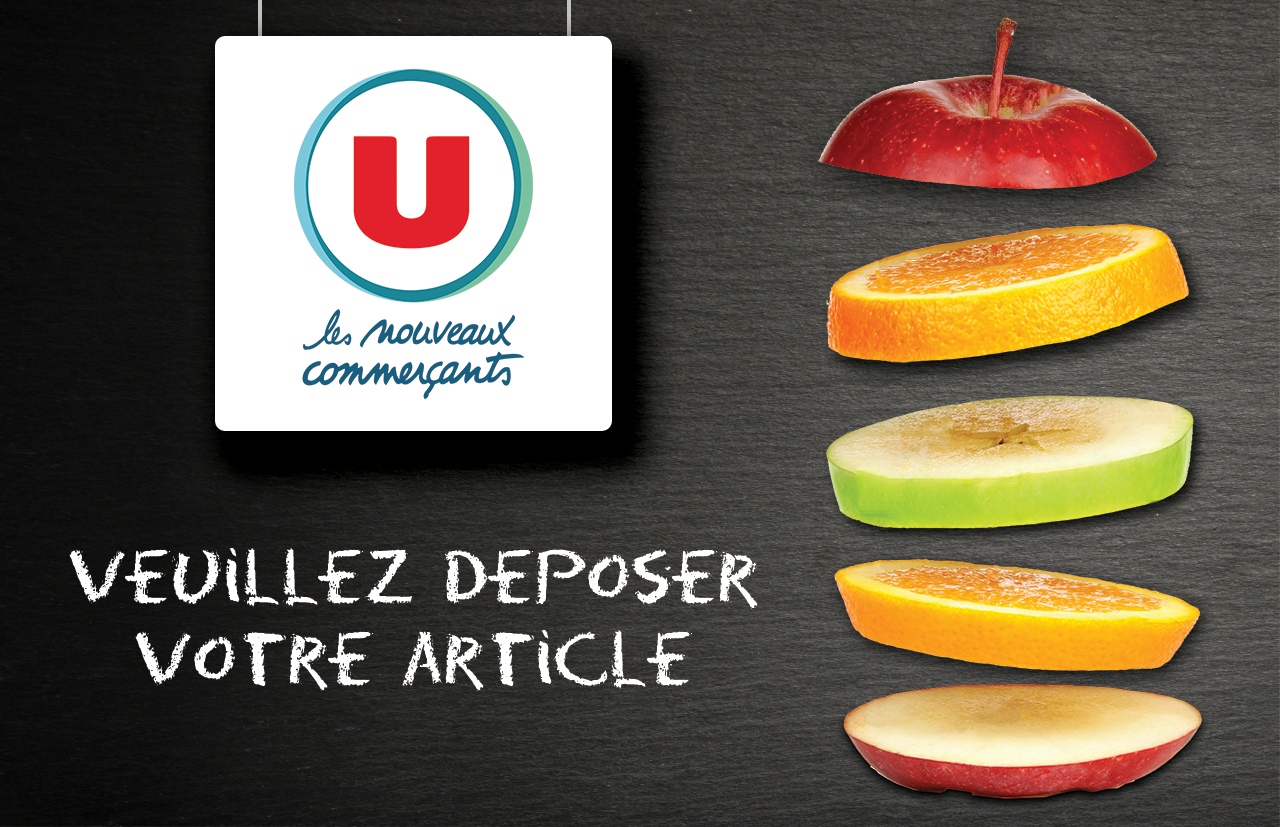 U
les nouveaux
commerçants
VEUILLEZ DEPOSER
VOTRE ARTICLE